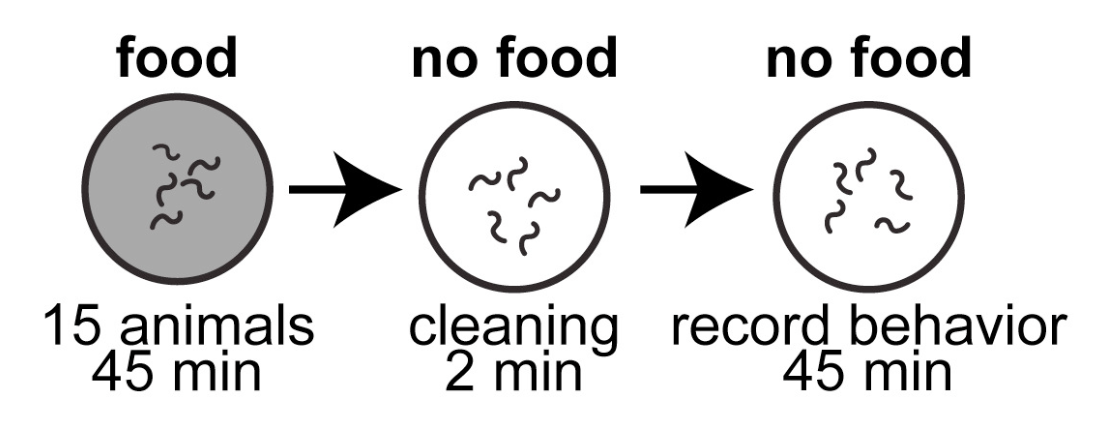 food
no food
no food
15 animals
45 min
cleaning
2 min
record behavior
45 min